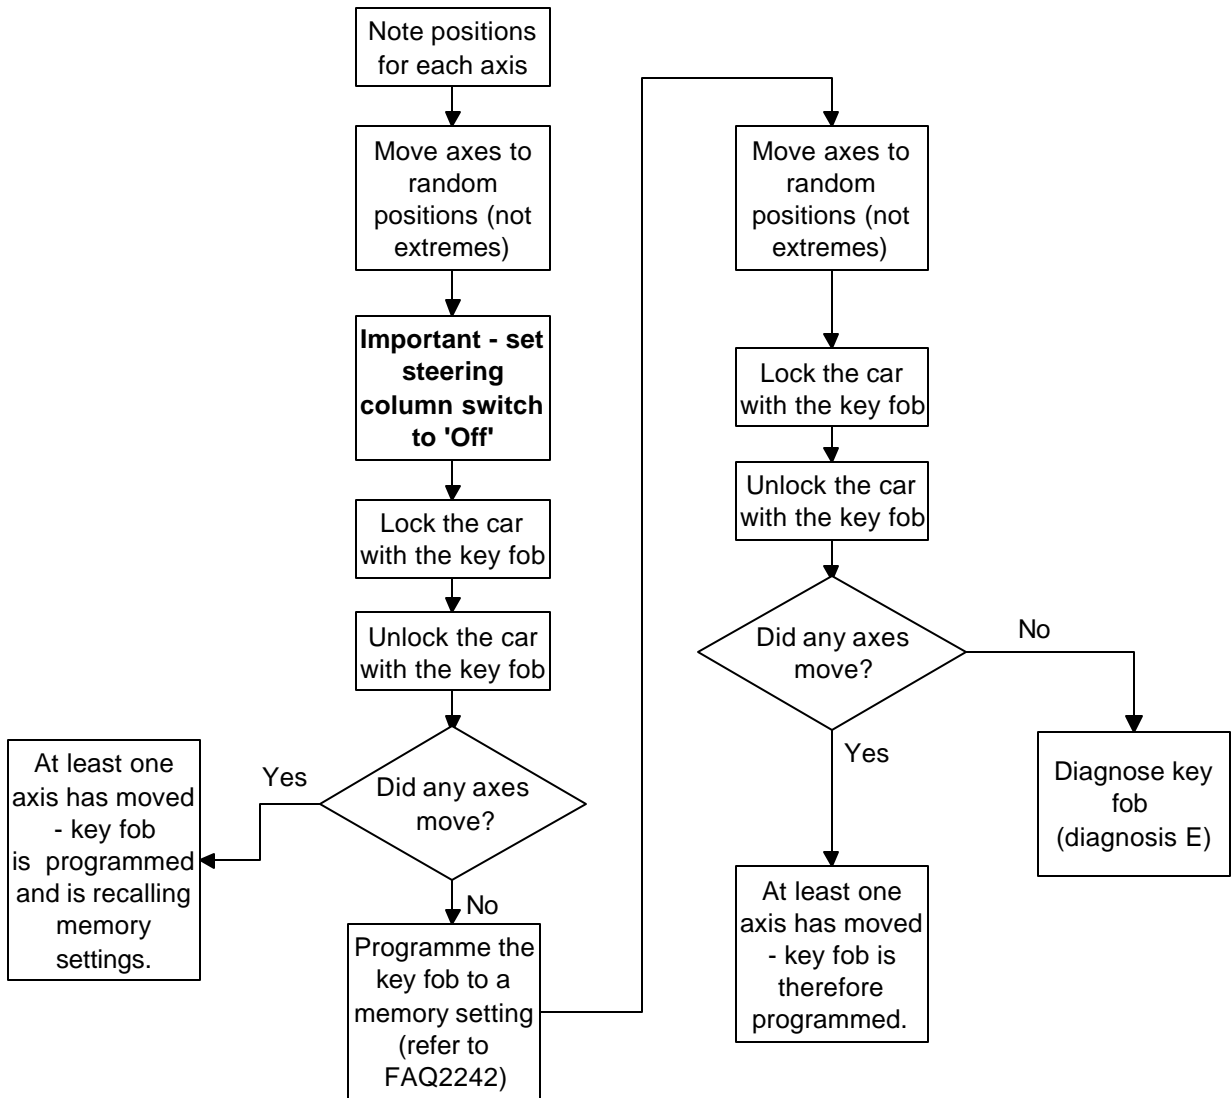 Note positions
for each axis
Move axes to
random
positions (not
extremes)
Important - set
steering
column switch
to 'Off'
Lock the car
with the key fob
Unlock the car
with the key fob
Did any axes
move?
Yes
At least one
axis has moved
- key fob
is programmed
and is recalling
memory
settings.
No
Programme the
key fob to a
memory setting
(refer to
FAQ2242)
Move axes to
random
positions (not
extremes)
Lock the car
with the key fob
Unlock the car
with the key fob
Did any axes
move?
No
Diagnose key
fob
(diagnosis E)
Yes
At least one
axis has moved
- key fob is
therefore
programmed.